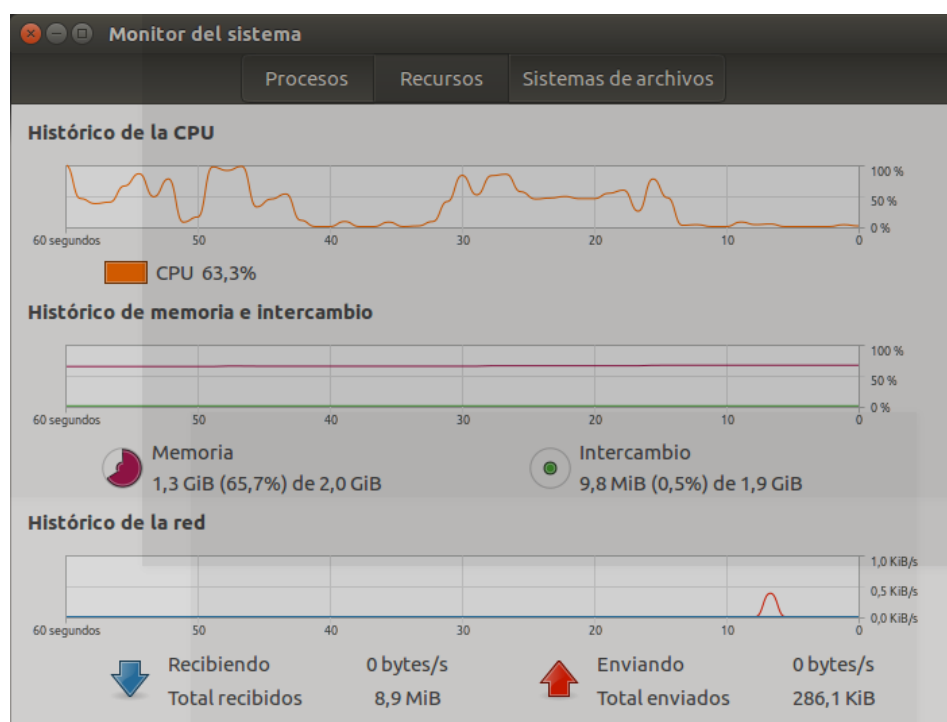 Monitor del sistema
Procesos Recursos Sistemas de archivos
Histórico de la CPU
100 %
50 %
0 %
60 segundos 50 40 30 20 10 0
CPU 63,3%
Histórico de memoria e intercambio
100 %
50 %
0 %
60 segundos 50 40 30 20 10 0
Memoria Intercambio
1,3 GiB (65,7%) de 2,0 GiB 9,8 MiB (0,5%) de 1,9 GiB
Histórico de la red
1,0 KiB/s
0,5 KiB/s
0,0 KiB/s
60 segundos 50 40 30 20 10 0
Recibiendo 0 bytes/s Enviando 0 bytes/s
Total recibidos 8,9 MiB Total enviados 286,1 KiB